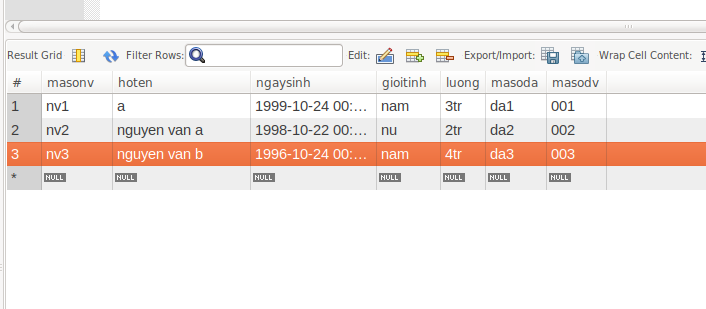 Result Grid Filter Rows: Edit: Export/Import: Wrap Cell Content:
# masonv hoten ngaysinh gioitinh luong masoda masodv
1 nv1 a 1999-10-24 00:... nam 3tr da1 001
2 nv2 nguyen van a 1998-10-22 00:... nu 2tr da2 002
3 nv3 nguyen van b 1996-10-24 00:... nam 4tr da3 003
* NULL NULL NULL NULL NULL NULL NULL